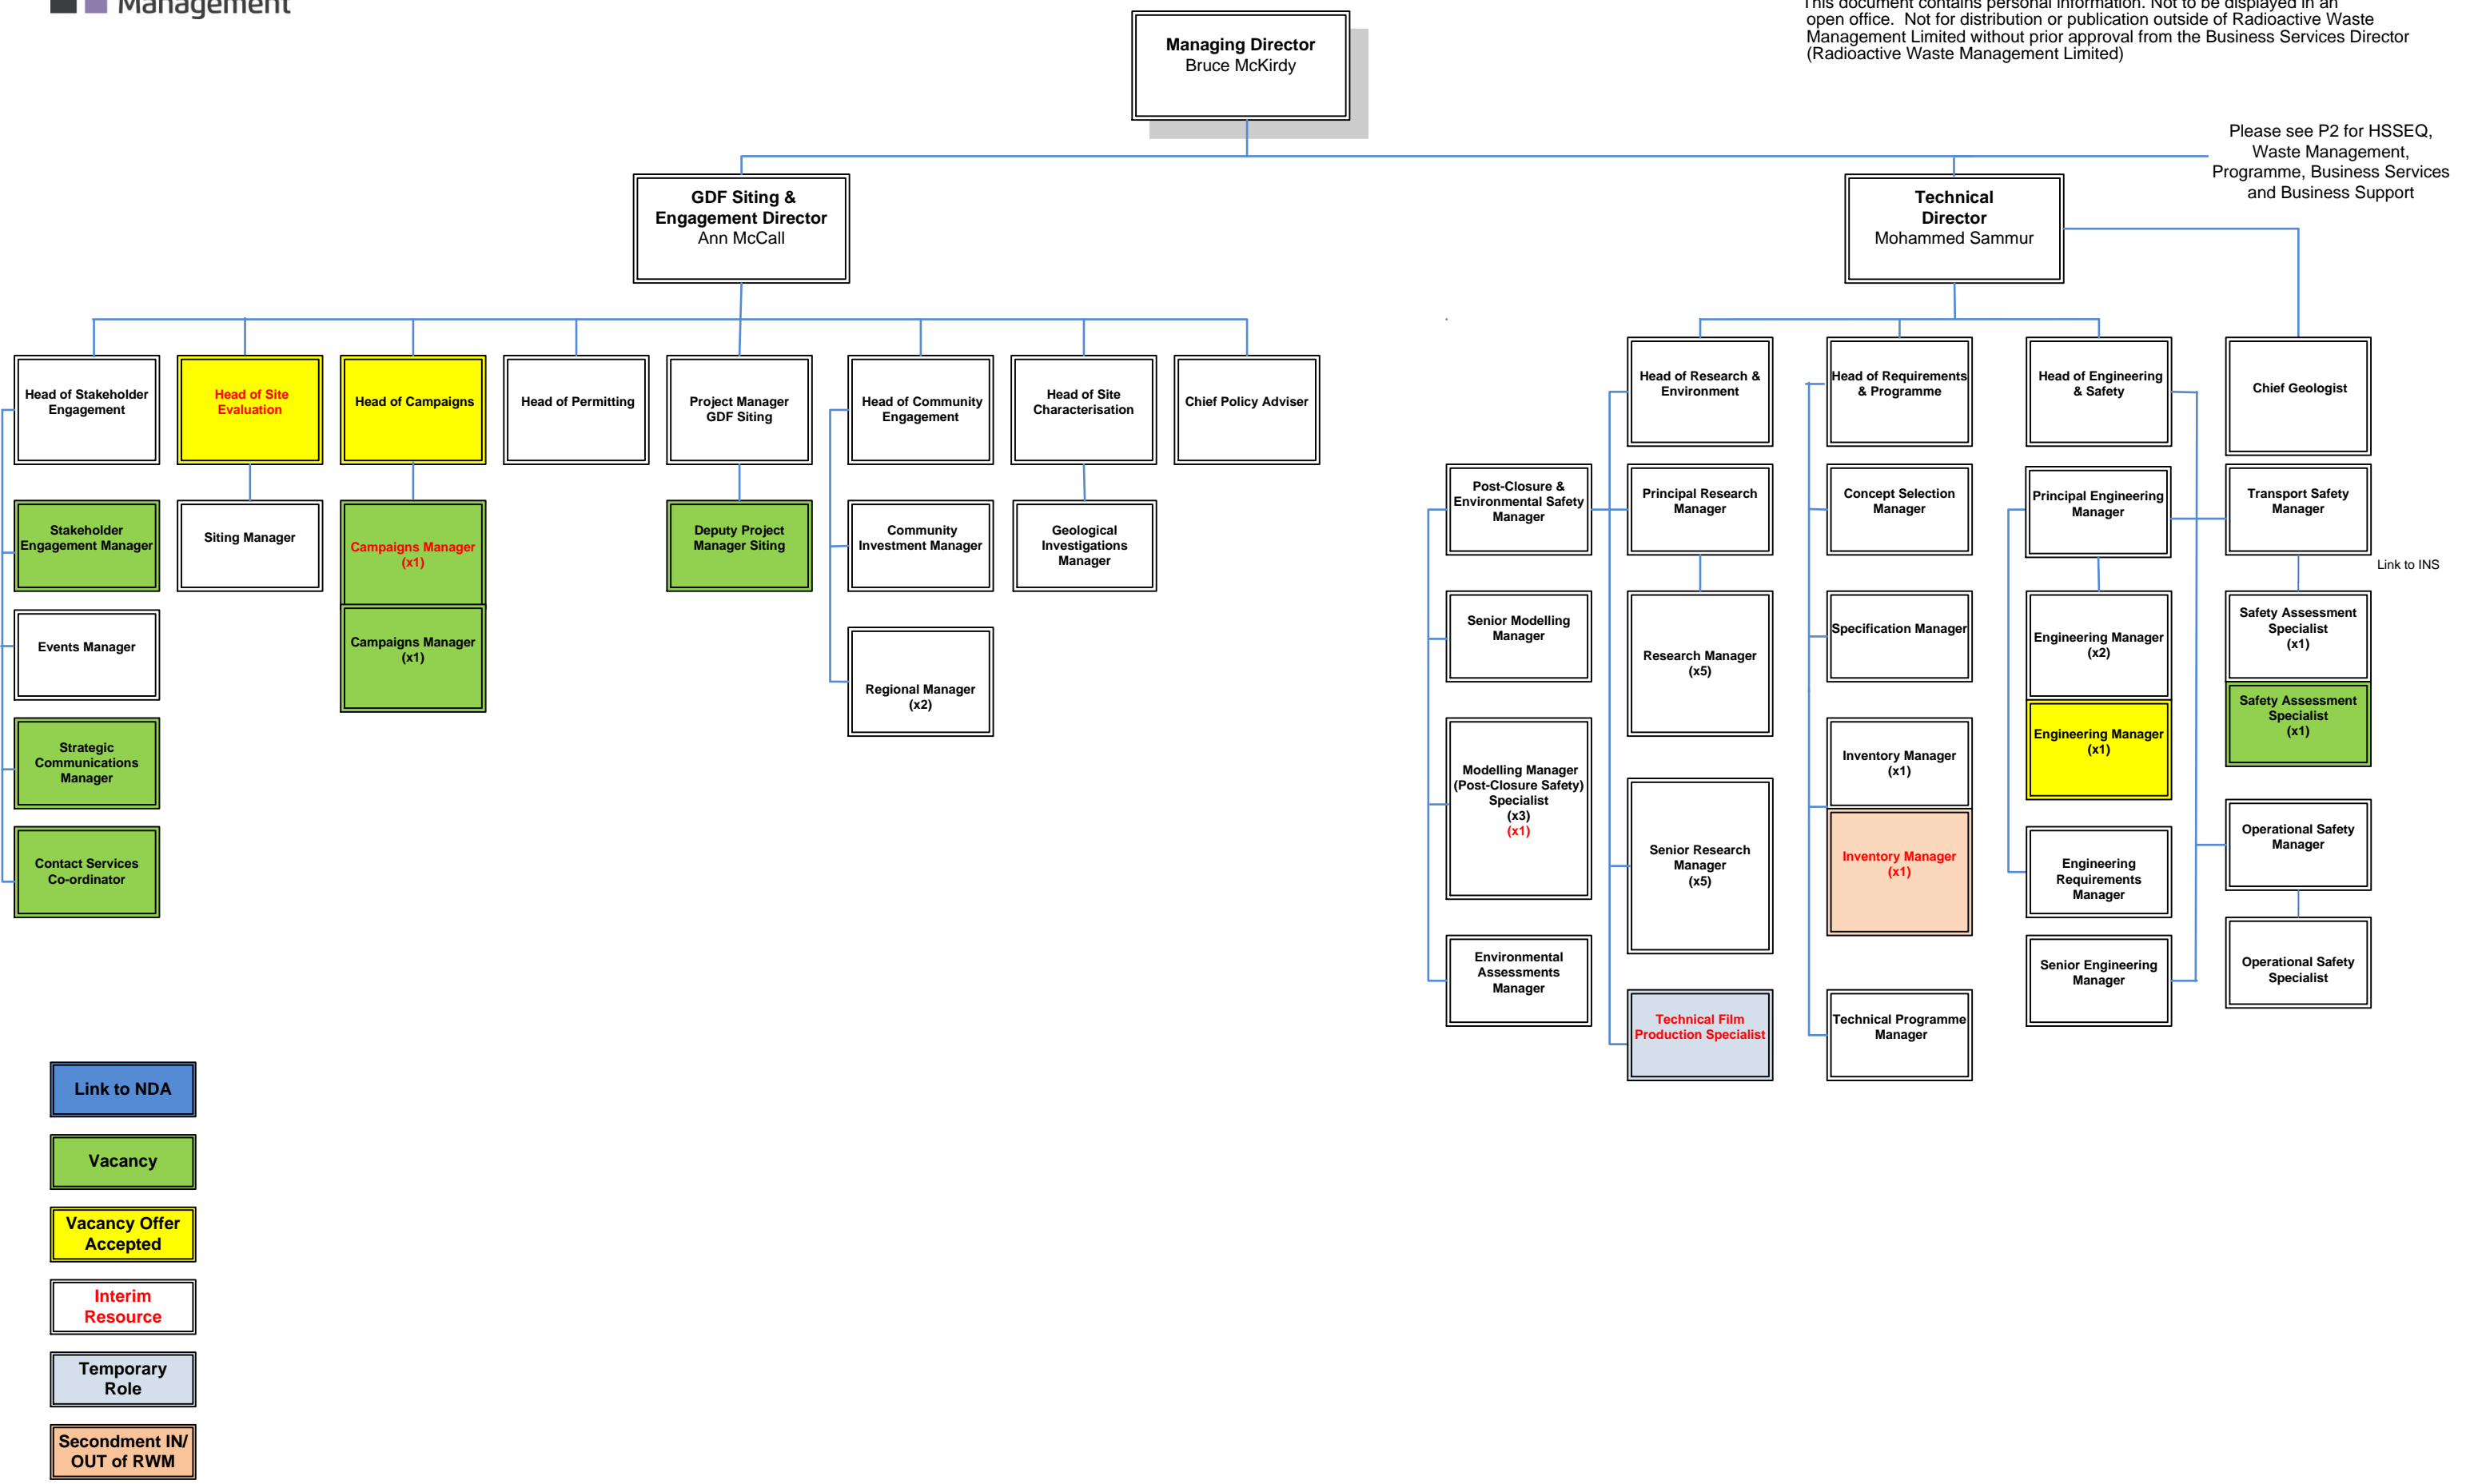 Management
This document contains personal information. Not to be displayed in an
open office. Not for distribution or publication outside of Radioactive Waste
Management Limited without prior approval from the Business Services Director
(Radioactive Waste Management Limited)
Managing Director
Bruce McKirdy
Please see P2 for HSSEQ,
Waste Management,
Programme, Business Services
and Business Support
GDF Siting &
Engagement Director
Ann McCall
Technical
Director
Mohammed Sammur
Head of Stakeholder
Engagement
Head of Site
Evaluation
Head of Campaigns
Head of Permitting
Project Manager
GDF Siting
Head of Community
Engagement
Head of Site
Characterisation
Chief Policy Adviser
Head of Research &
Environment
Head of Requirements
& Programme
Head of Engineering
& Safety
Chief Geologist
Stakeholder
Engagement Manager
Siting Manager
Campaigns Manager
(x1)
Deputy Project
Manager Siting
Community
Investment Manager
Geological
Investigations
Manager
Post-Closure &
Environmental Safety
Manager
Principal Research
Manager
Concept Selection
Manager
Principal Engineering
Manager
Transport Safety
Manager
Link to INS
Events Manager
Campaigns Manager
(x1)
Regional Manager
(x2)
Senior Modelling
Manager
Research Manager
(x5)
Specification Manager
Engineering Manager
(x2)
Safety Assessment
Specialist
(x1)
Safety Assessment
Specialist
(x1)
Strategic
Communications
Manager
Modelling Manager
(Post-Closure Safety)
Specialist
(x3)
(x1)
Inventory Manager
(x1)
Engineering Manager
(x1)
Contact Services
Co-ordinator
Senior Research
Manager
(x5)
Inventory Manager
(x1)
Engineering
Requirements
Manager
Operational Safety
Manager
Environmental
Assessments
Manager
Technical Film
Production Specialist
Technical Programme
Manager
Senior Engineering
Manager
Operational Safety
Specialist
Link to NDA
Vacancy
Vacancy Offer
Accepted
Interim
Resource
Temporary
Role
Secondment IN/
OUT of RWM